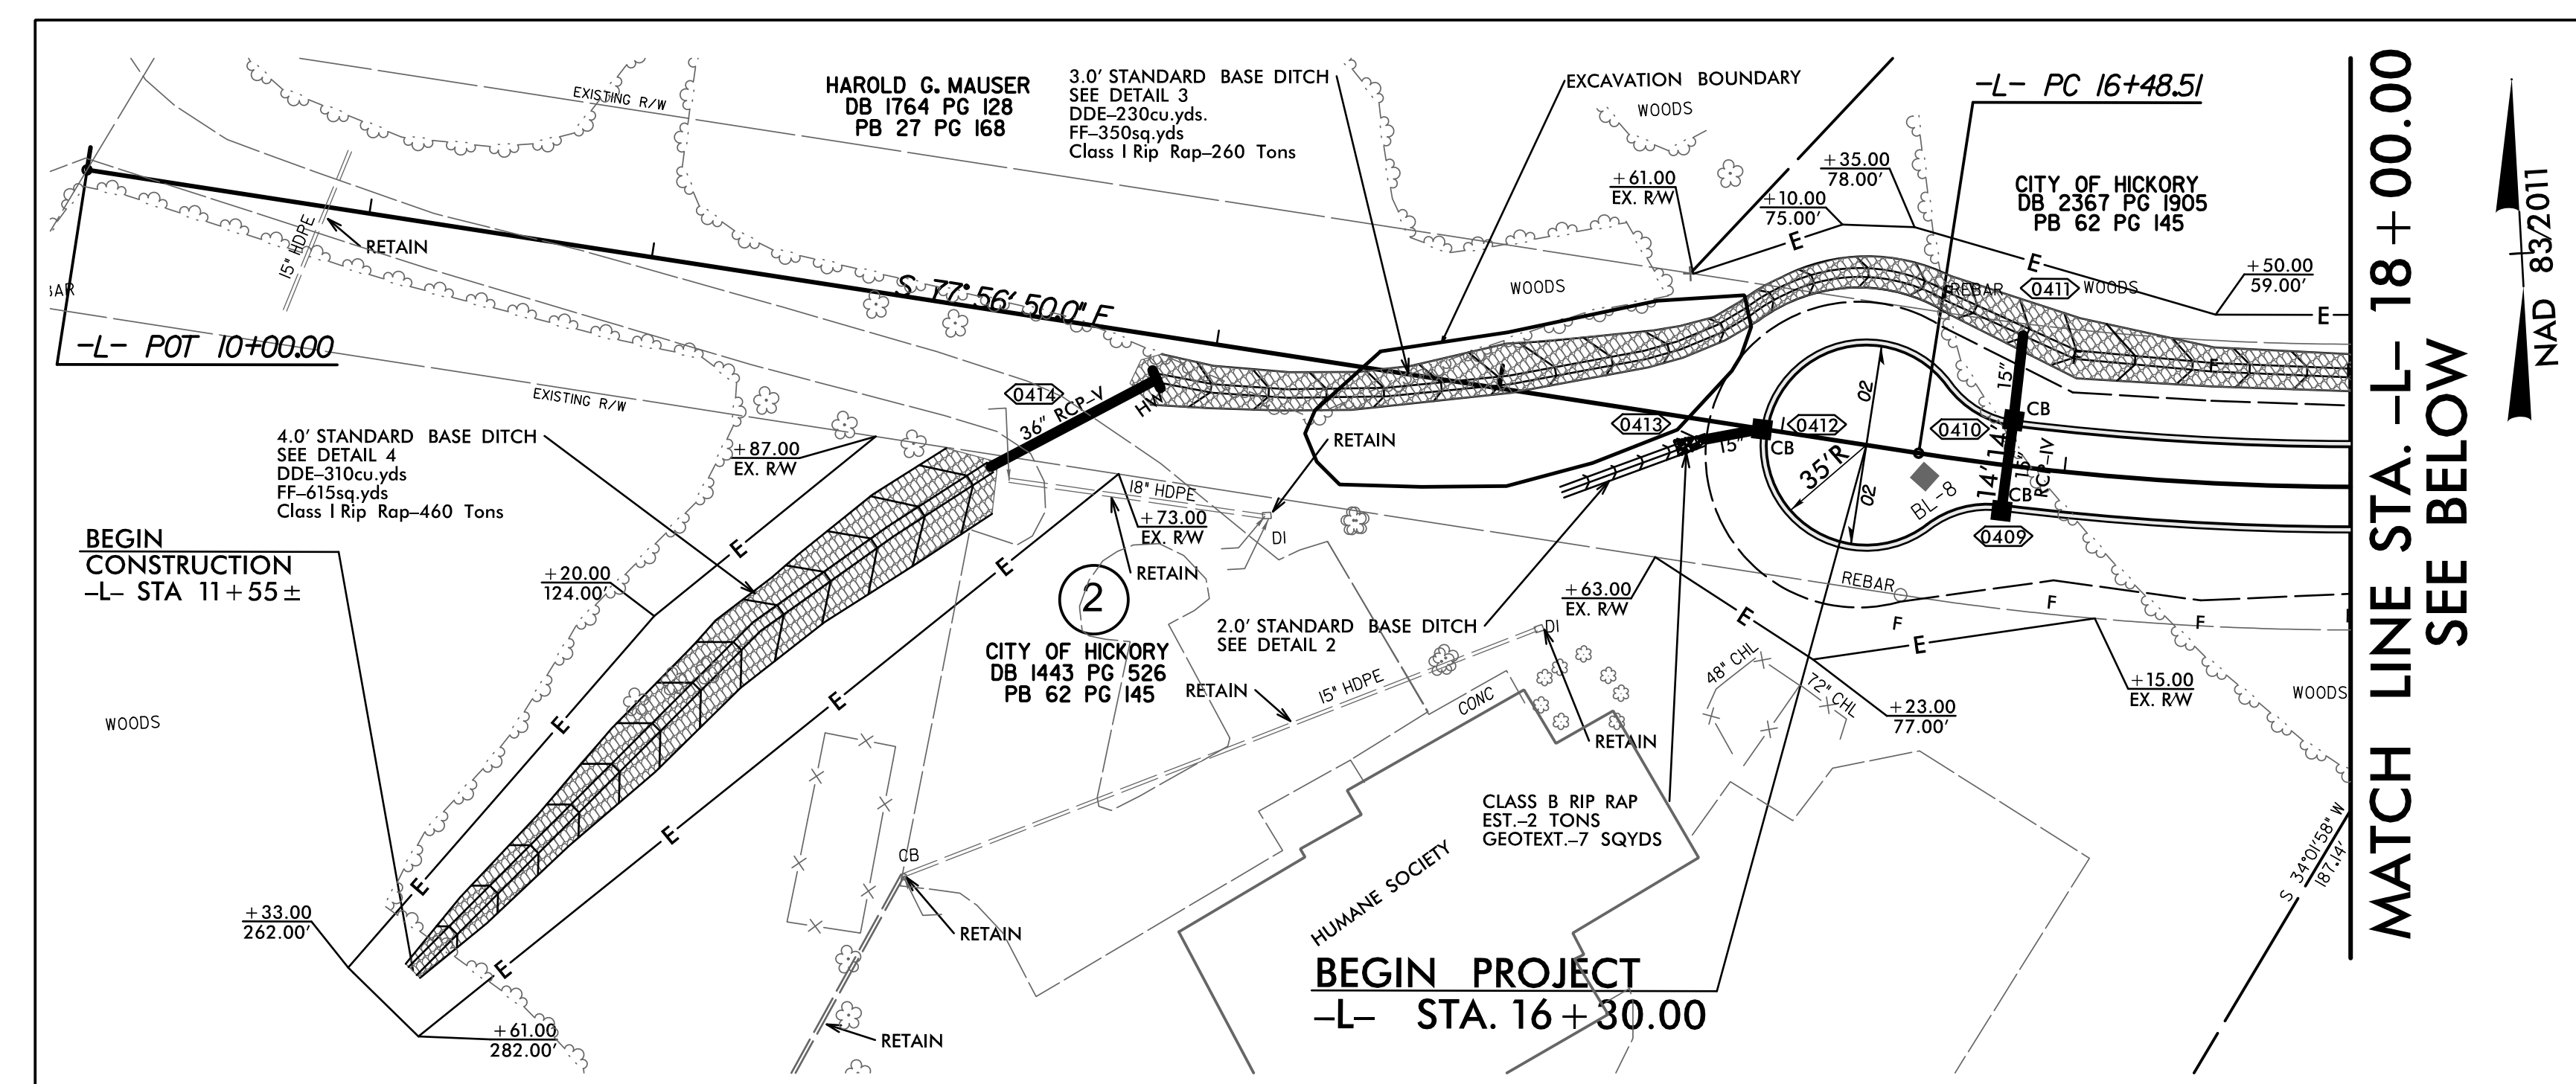 HAROLD G. MAUSER
DB 1764 PG 128
PB 27 PG 168
3.0' STANDARD BASE DITCH
SEE DETAIL 3
DDE-230cu.yds.
FF-350sq.yds
Class I Rip Rap-260 Tons
EXCAVATION BOUNDARY
WOODS
-L- PC 16+48.51
EXISTING R/W
+61.00
EX. R/W
+35.00
78.00'
+10.00
75.00'
CITY OF HICKORY
DB 2367 PG 1905
PB 62 PG 145
MATCH LINE STA. -L- 18+00.00
SEE BELOW
NAD 83/2011
15" HDPE
RETAIN
-L- POT 10+00.00
S 77°56'50.0" E
WOODS
E
E
REBAR
0411
WOODS
+50.00
59.00'
E
F
F
EXISTING R/W
0414
36" RCP-V
HW
RETAIN
0413
15"
CB
0412
35'R
20
20
0410
CB
15"
14'
14'
15"
RCP-IV
CB
BL-8
0409
4.0' STANDARD BASE DITCH
SEE DETAIL 4
DDE-310cu.yds
FF-615sq.yds
Class I Rip Rap-460 Tons
+87.00
EX. R/W
18" HDPE
+73.00
EX. R/W
DI
RETAIN
BEGIN
CONSTRUCTION
-L- STA 11+55±
+20.00
124.00'
E
E
2
CITY OF HICKORY
DB 1443 PG 526
PB 62 PG 145
2.0' STANDARD BASE DITCH
SEE DETAIL 2
+63.00
EX. R/W
REBAR
E
F
F
F
E
+15.00
EX. R/W
WOODS
DI
15" HDPE
RETAIN
CONC
RETAIN
48" CHL
72" CHL
+23.00
77.00'
WOODS
E
E
E
CLASS B RIP RAP
EST.-2 TONS
GEOTEXT.-7 SQYDS
HUMANE SOCIETY
S 34°01'58" W
187.14'
CB
RETAIN
E
E
+33.00
262.00'
+61.00
282.00'
RETAIN
BEGIN PROJECT
-L- STA. 16+30.00